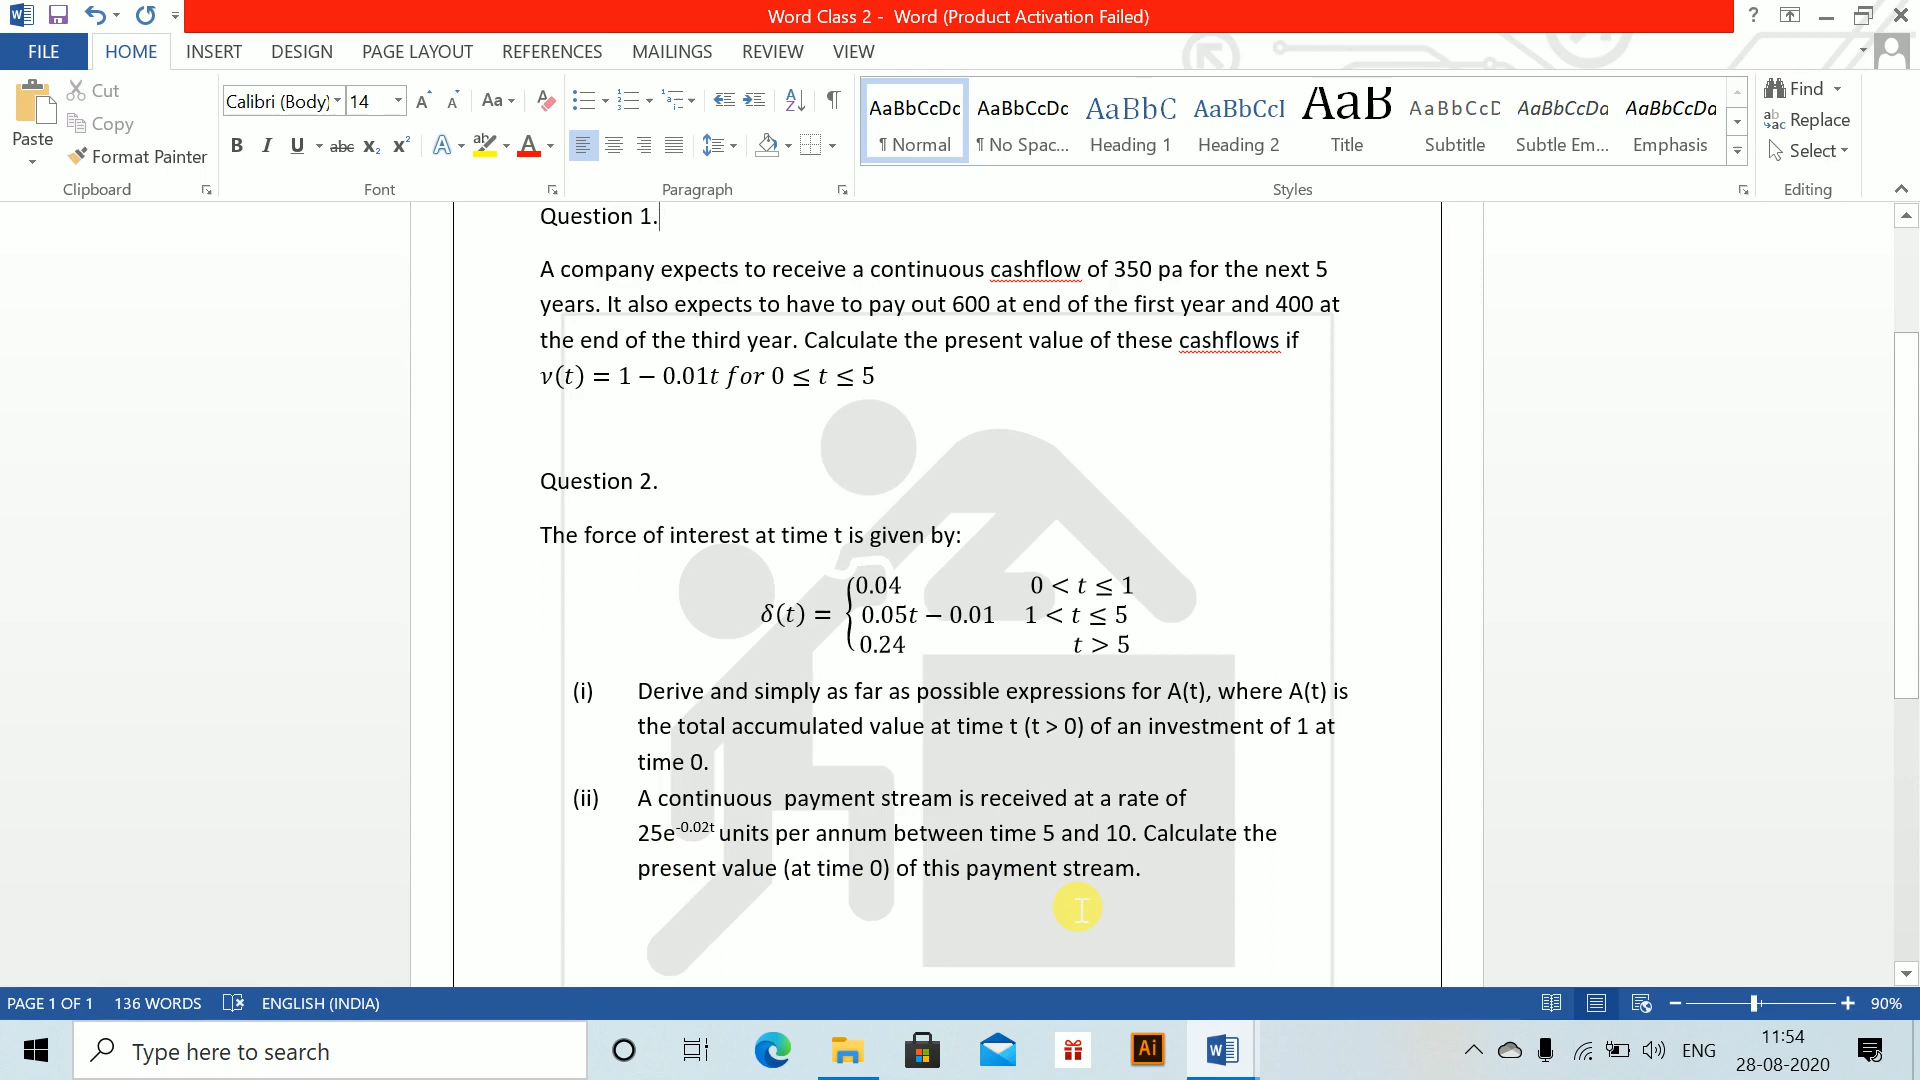 Word Class 2 - Word (Product Activation Failed)
FILE HOME INSERT DESIGN PAGE LAYOUT REFERENCES MAILINGS REVIEW VIEW
Paste
Cut
Copy
Format Painter
Clipboard
Calibri (Body) 14
Font
Paragraph
AaBbCcDc AaBbCcDc AaBbC AaBbCcI AaB AaBbCcD AaBbCcDa AaBbCcDa
¶ Normal ¶ No Spac... Heading 1 Heading 2 Title Subtitle Subtle Em... Emphasis
Styles
Find
Replace
Select
Editing
Question 1.
A company expects to receive a continuous cashflow of 350 pa for the next 5
years. It also expects to have to pay out 600 at end of the first year and 400 at
the end of the third year. Calculate the present value of these cashflows if
v(t) = 1 − 0.01t for 0 ≤ t ≤ 5
Question 2.
The force of interest at time t is given by:
0.04 0 < t ≤ 1
δ(t) = { 0.05t − 0.01 1 < t ≤ 5
0.24 t > 5
(i) Derive and simply as far as possible expressions for A(t), where A(t) is
the total accumulated value at time t (t > 0) of an investment of 1 at
time 0.
(ii) A continuous payment stream is received at a rate of
25e^-0.02t units per annum between time 5 and 10. Calculate the
present value (at time 0) of this payment stream.
PAGE 1 OF 1 136 WORDS ENGLISH (INDIA) 90%
Type here to search
Ai
ENG
11:54
28-08-2020